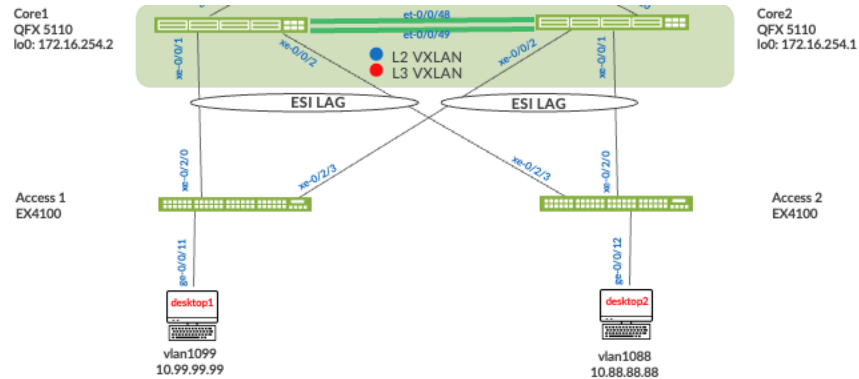 Core1
QFX 5110
lo0: 172.16.254.2
et-0/0/48
et-0/0/49
Core2
QFX 5110
lo0: 172.16.254.1
xe-0/0/1
xe-0/0/2
L2 VXLAN
L3 VXLAN
xe-0/0/2
xe-0/0/1
ESI LAG
ESI LAG
xe-0/2/0
xe-0/2/3
xe-0/2/3
xe-0/2/0
Access 1
EX4100
Access 2
EX4100
ge-0/0/11
ge-0/0/12
desktop1
desktop2
vlan1099
10.99.99.99
vlan1088
10.88.88.88